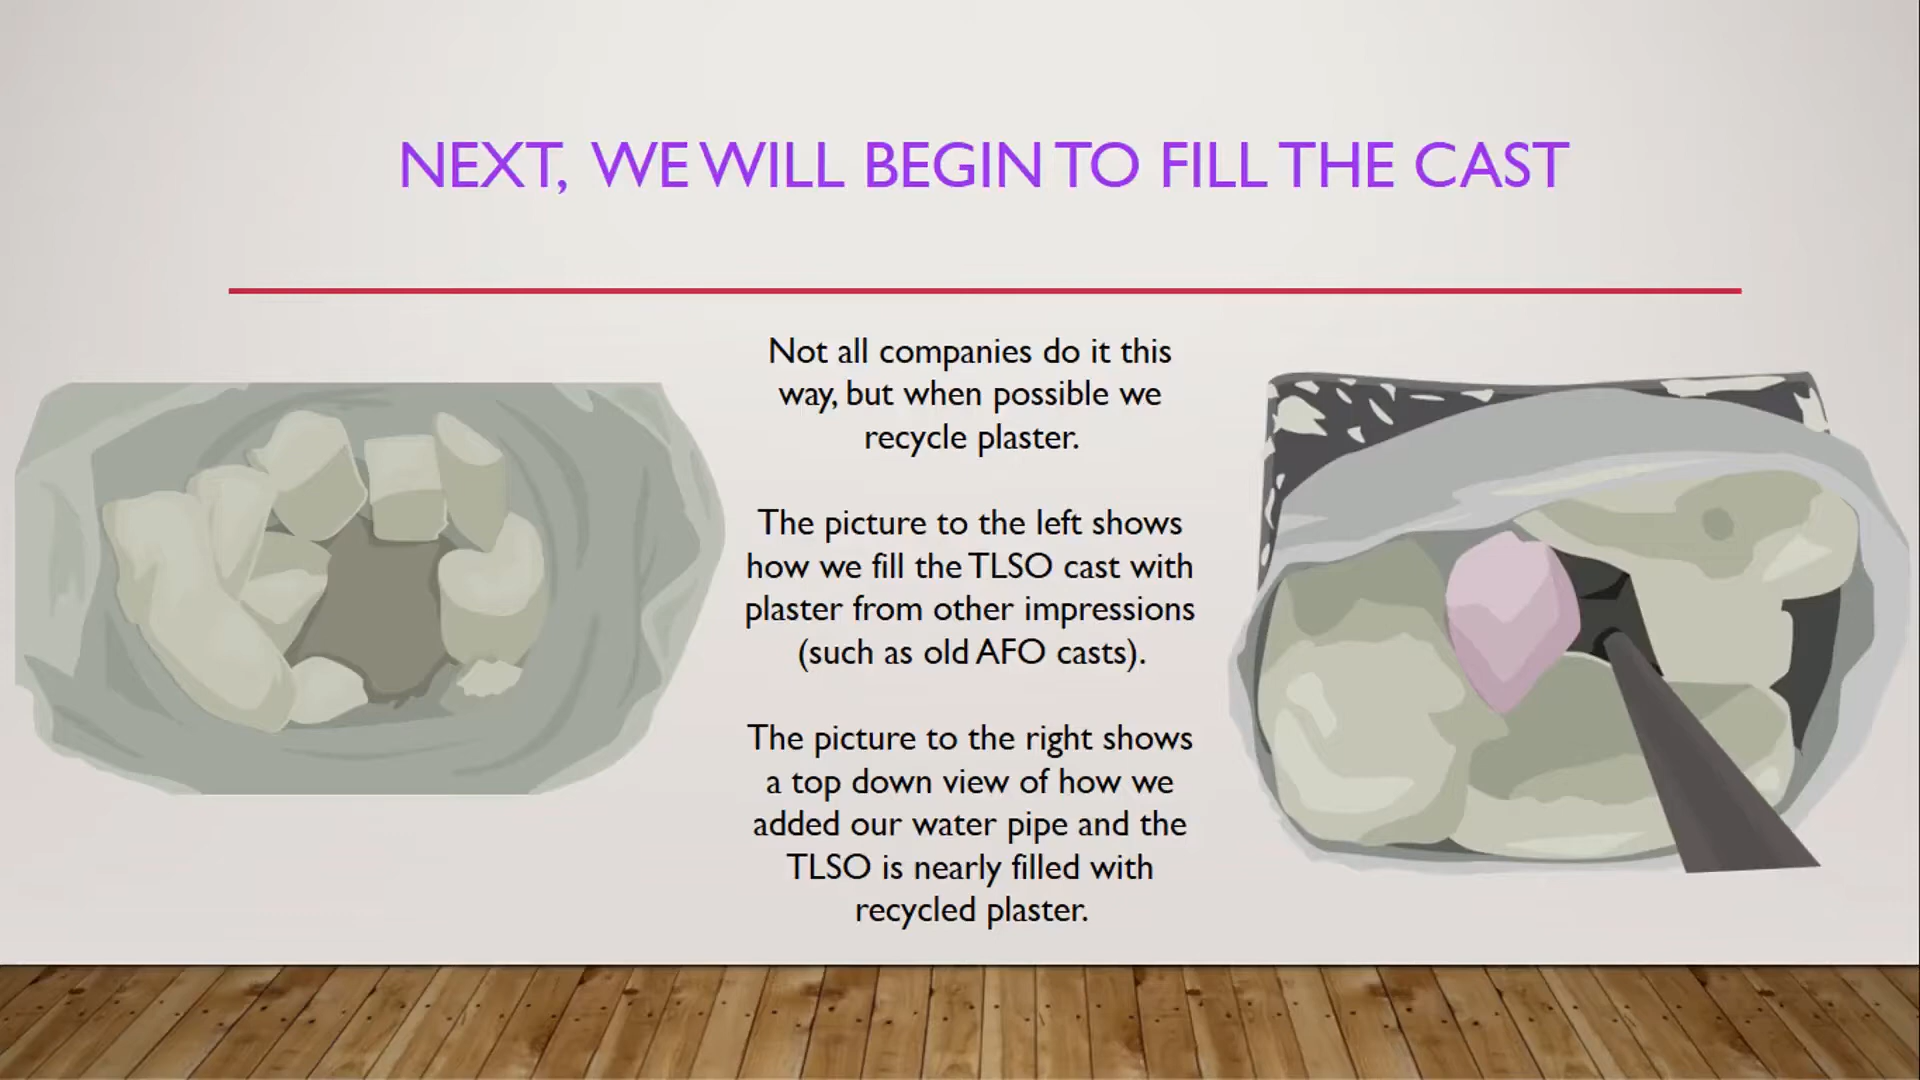 NEXT, WE WILL BEGIN TO FILL THE CAST
Not all companies do it this
way, but when possible we
recycle plaster.
The picture to the left shows
how we fill the TLSO cast with
plaster from other impressions
(such as old AFO casts).
The picture to the right shows
a top down view of how we
added our water pipe and the
TLSO is nearly filled with
recycled plaster.